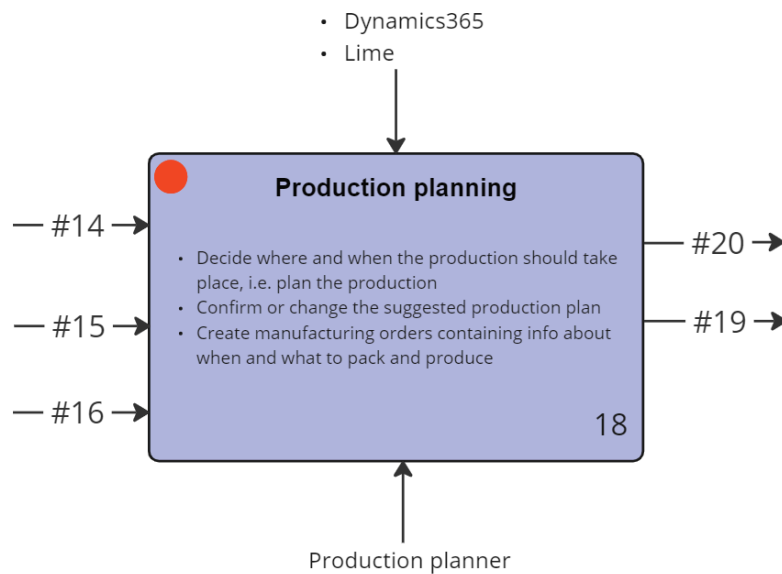 • Dynamics365
• Lime
Production planning
#14
• Decide where and when the production should take
place, i.e. plan the production
• Confirm or change the suggested production plan
• Create manufacturing orders containing info about
when and what to pack and produce
#20
#15
#19
#16
18
Production planner